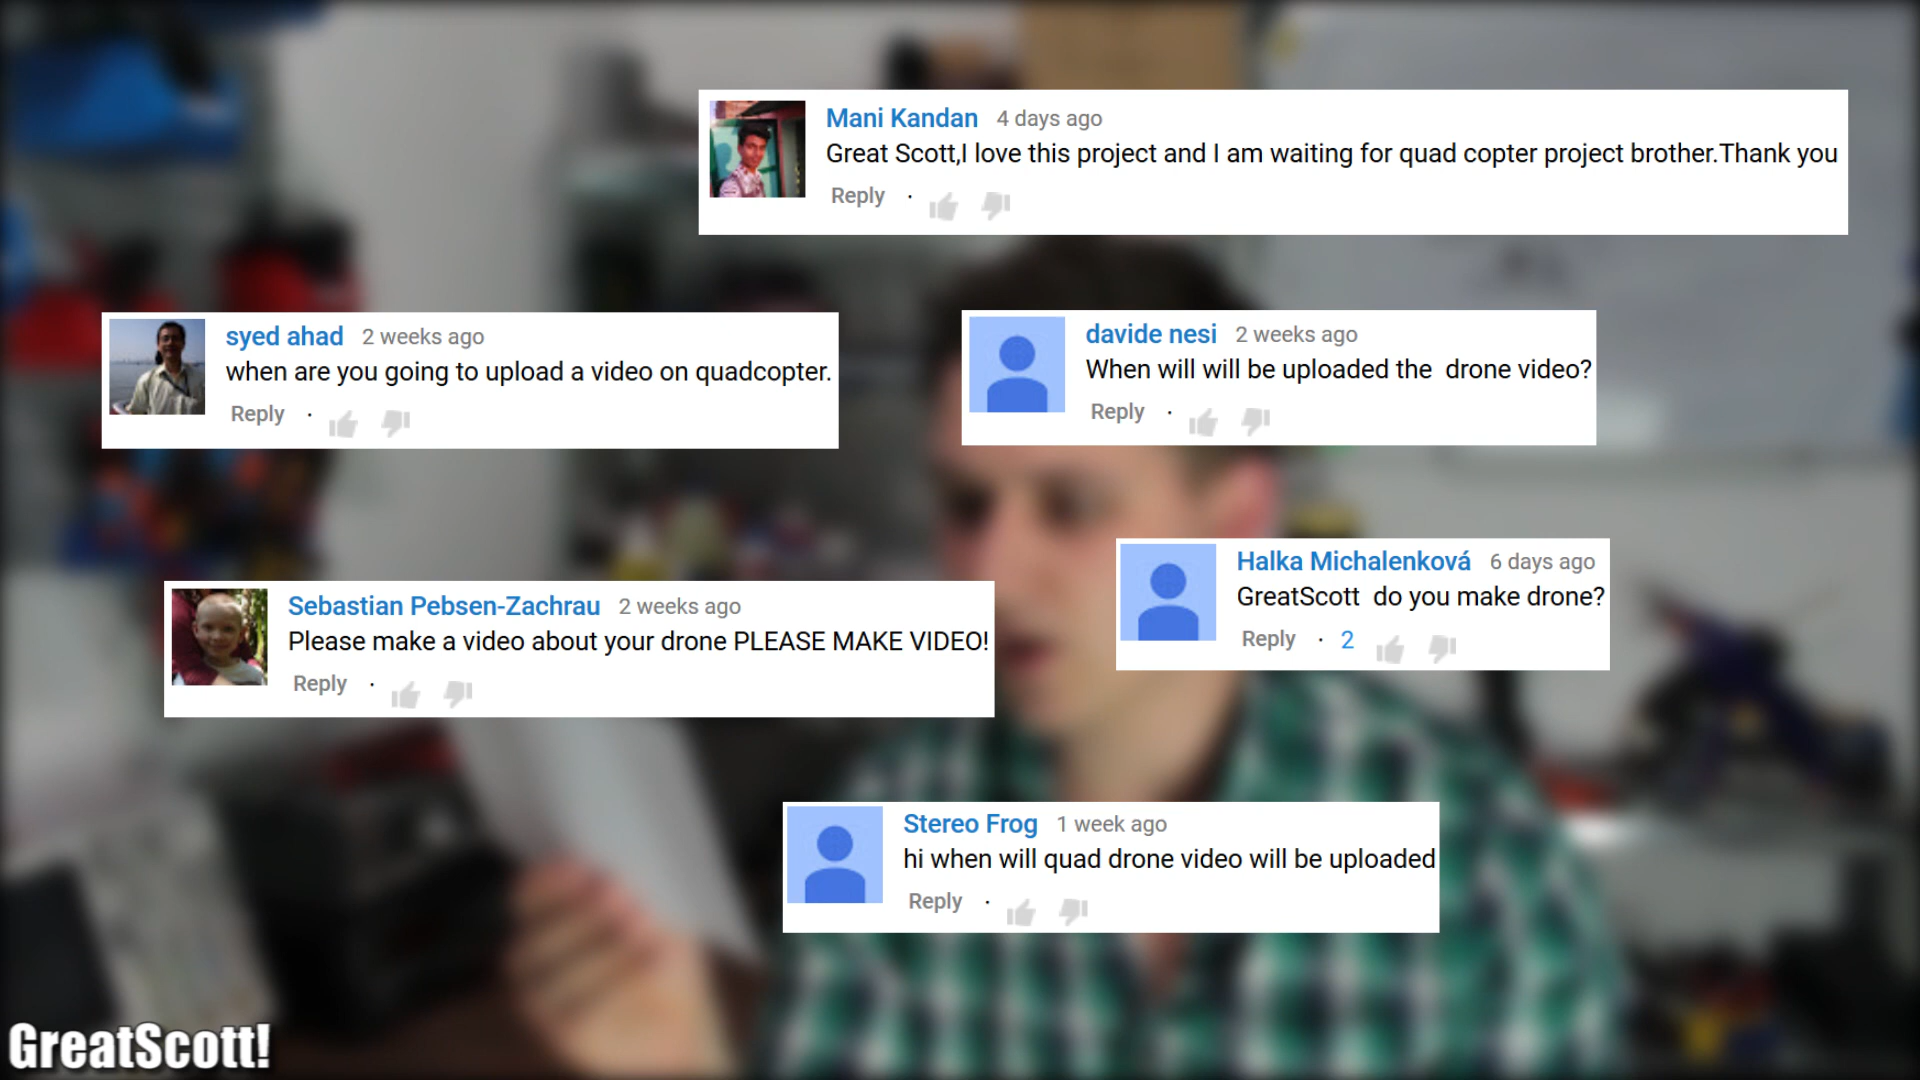 Mani Kandan 4 days ago
Great Scott,I love this project and I am waiting for quad copter project brother.Thank you
Reply ·
syed ahad 2 weeks ago
when are you going to upload a video on quadcopter.
Reply ·
davide nesi 2 weeks ago
When will will be uploaded the  drone video?
Reply ·
Sebastian Pebsen-Zachrau 2 weeks ago
Please make a video about your drone PLEASE MAKE VIDEO!
Reply ·
Halka Michalenková 6 days ago
GreatScott  do you make drone?
Reply · 2
Stereo Frog 1 week ago
hi when will quad drone video will be uploaded
Reply ·
GreatScott!